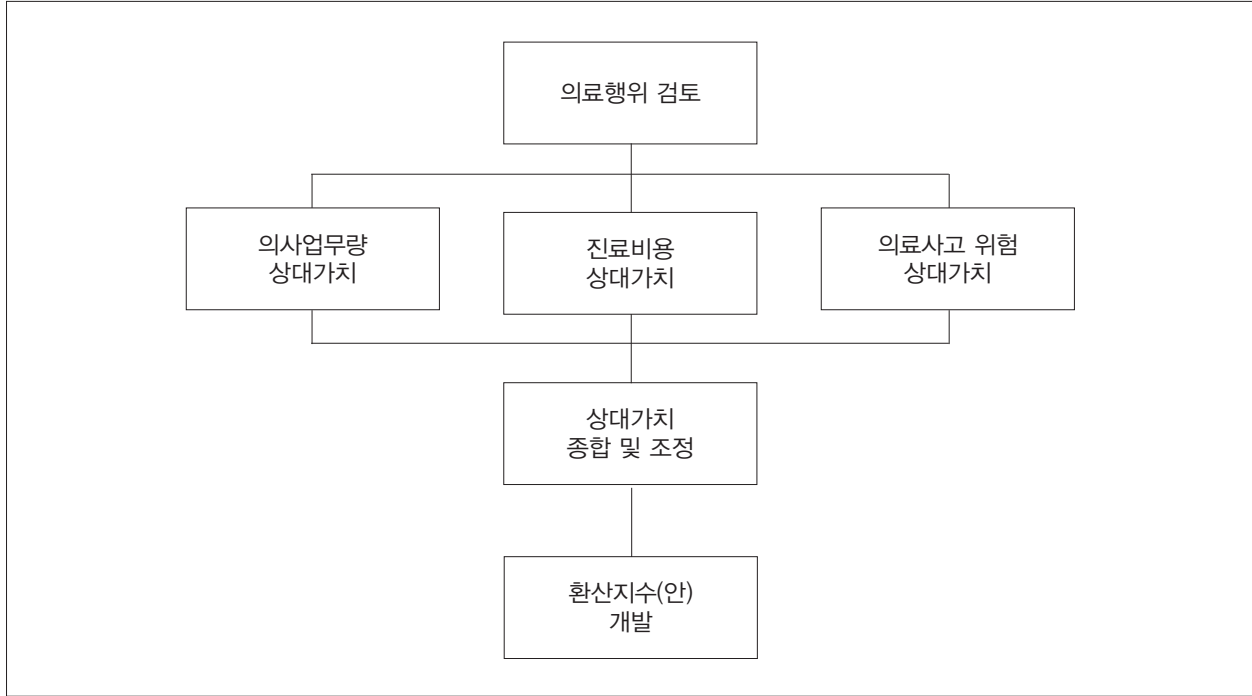 의료행위 검토
의사업무량
상대가치
진료비용
상대가치
의료사고 위험
상대가치
상대가치
종합 및 조정
환산지수(안)
개발